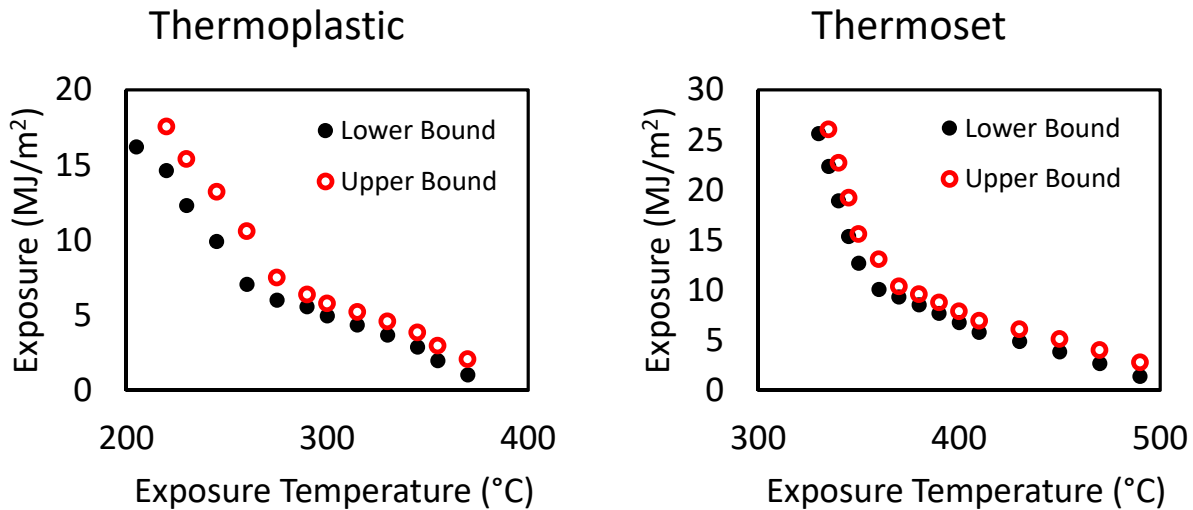 Thermoplastic
Exposure (MJ/m²)
20
15
10
5
0
200
300
400
Exposure Temperature (°C)
Lower Bound
Upper Bound
Thermoset
Exposure (MJ/m²)
30
25
20
15
10
5
0
300
400
500
Exposure Temperature (°C)
Lower Bound
Upper Bound